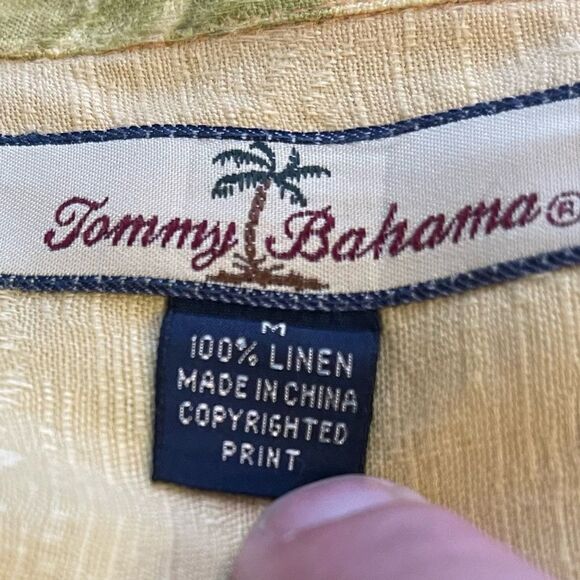 Tommy Bahama®
M
100% LINEN
MADE IN CHINA
COPYRIGHTED
PRINT